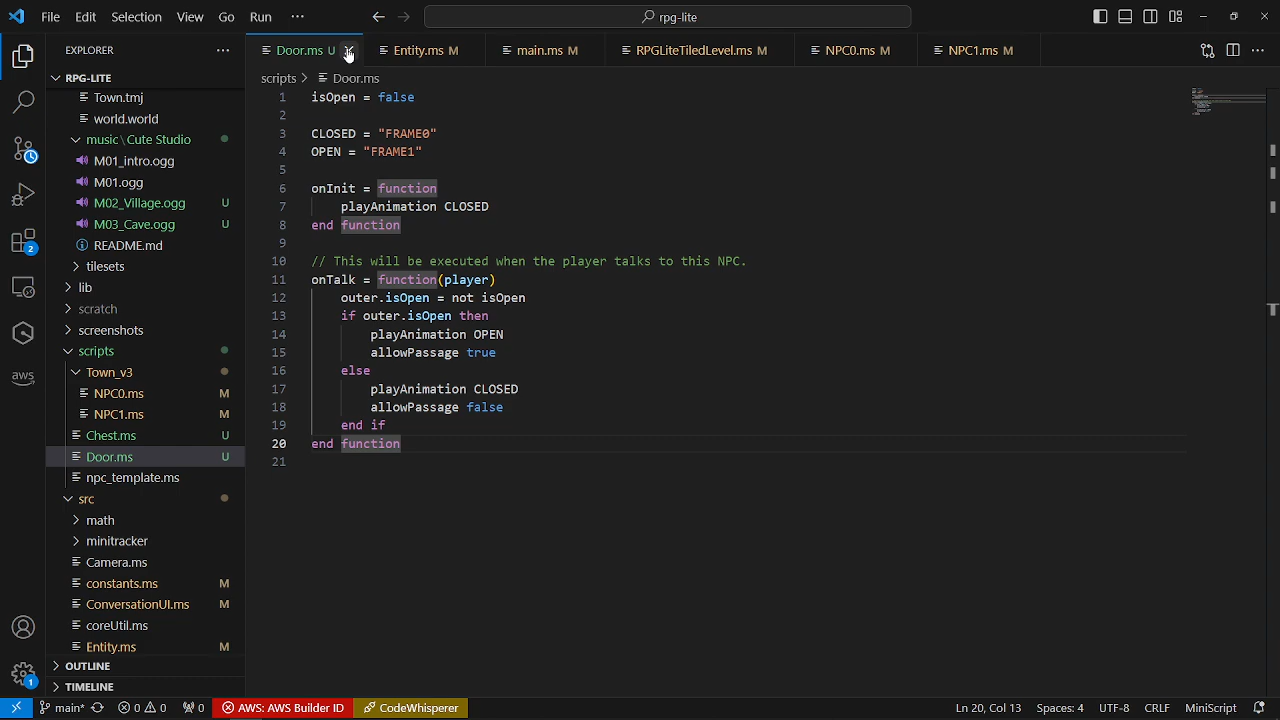 File Edit Selection View Go Run ··· rpg-lite
EXPLORER ···
Door.ms U
Entity.ms M
main.ms M
RPGLiteTiledLevel.ms M
NPC0.ms M
NPC1.ms M
RPG-LITE
scripts > Door.ms
Town.tmj
world.world
music\Cute Studio
M01_intro.ogg
M01.ogg
M02_Village.ogg U
M03_Cave.ogg U
README.md
tilesets
lib
scratch
screenshots
scripts
Town_v3
NPC0.ms M
NPC1.ms M
Chest.ms U
Door.ms U
npc_template.ms
src
math
minitracker
Camera.ms
constants.ms M
ConversationUI.ms M
coreUtil.ms
Entity.ms M
OUTLINE
TIMELINE
1 isOpen = false
2
3 CLOSED = "FRAME0"
4 OPEN = "FRAME1"
5
6 onInit = function
7 playAnimation CLOSED
8 end function
9
10 // This will be executed when the player talks to this NPC.
11 onTalk = function(player)
12 outer.isOpen = not isOpen
13 if outer.isOpen then
14 playAnimation OPEN
15 allowPassage true
16 else
17 playAnimation CLOSED
18 allowPassage false
19 end if
20 end function
21
2
aws
1
main* 0 0 0 AWS: AWS Builder ID CodeWhisperer Ln 20, Col 13 Spaces: 4 UTF-8 CRLF MiniScript